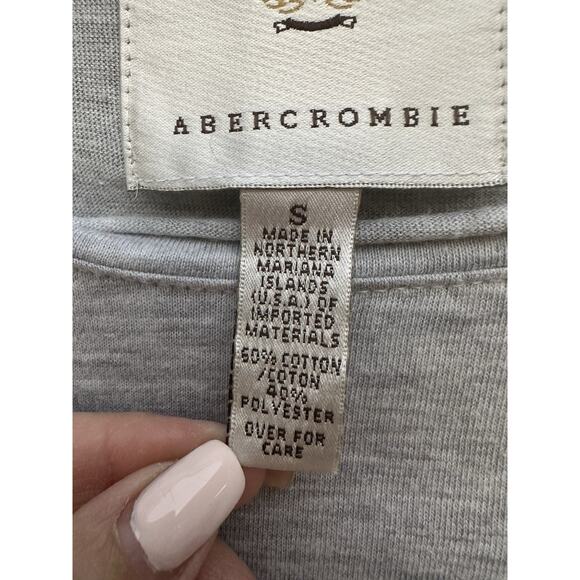 ABERCROMBIE
S
MADE IN
NORTHERN
MARIANA
ISLANDS
(U.S.A.) OF
IMPORTED
MATERIALS
60% COTTON
/COTON
40%
POLYESTER
OVER FOR
CARE